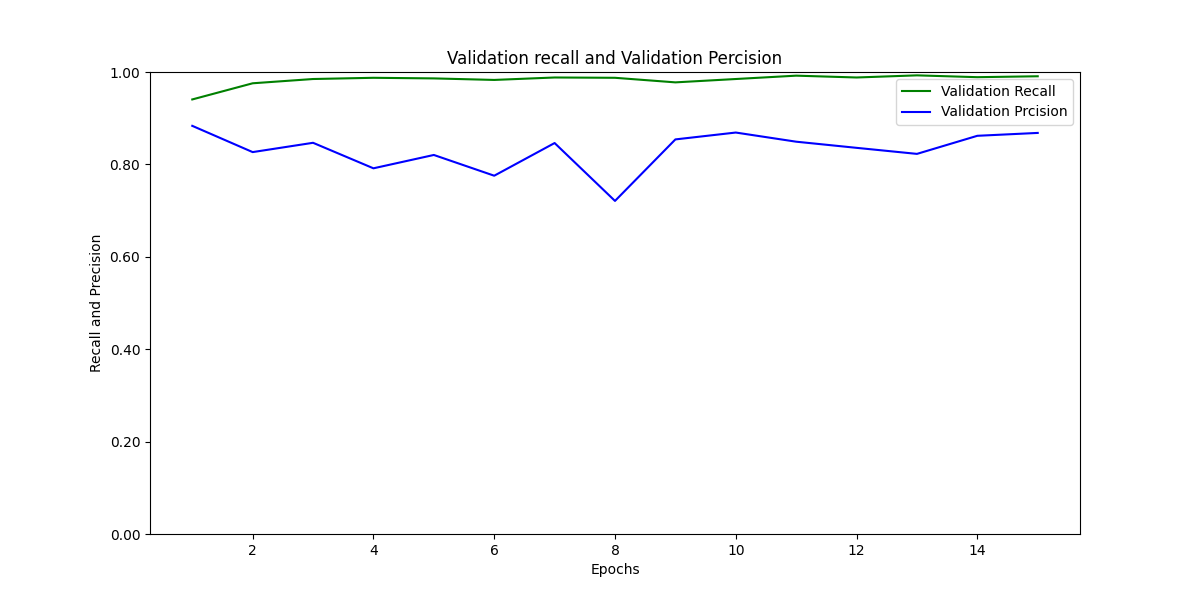 Validation recall and Validation Percision
1.00
0.80
0.60
0.40
0.20
0.00
Recall and Precision
Validation Recall
Validation Prcision
2 4 6 8 10 12 14
Epochs